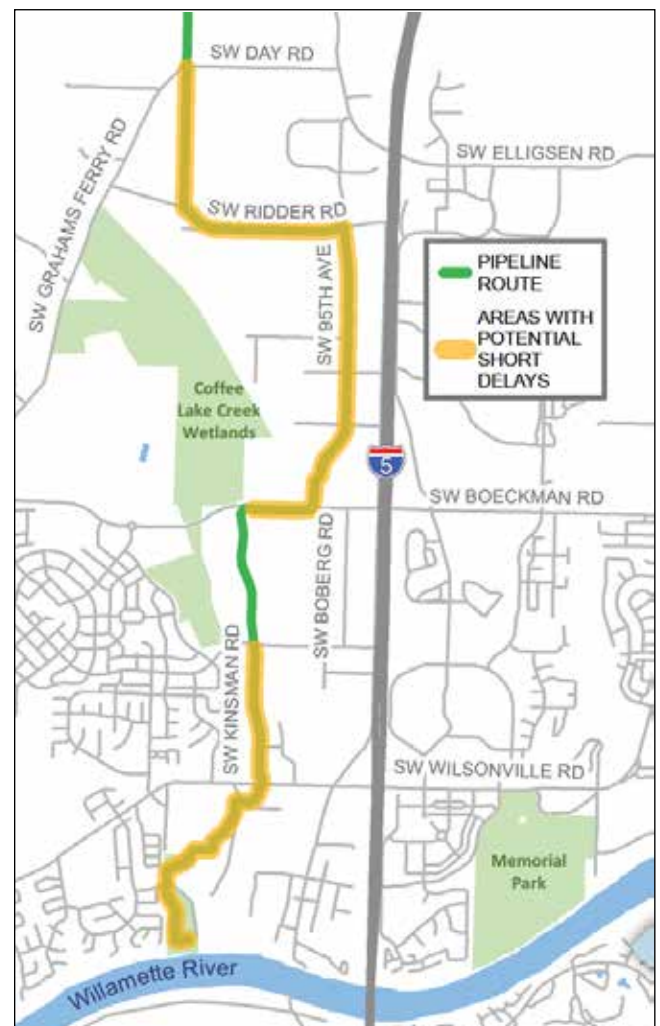 SW DAY RD
SW ELLIGSEN RD
SW GRAHAMS FERRY RD
SW RIDDER RD
PIPELINE
ROUTE
AREAS WITH
POTENTIAL
SHORT
DELAYS
SW 95TH AVE
Coffee
Lake Creek
Wetlands
5
SW BOECKMAN RD
SW BOBERG RD
SW KINSMAN RD
SW WILSONVILLE RD
Memorial
Park
Willamette River